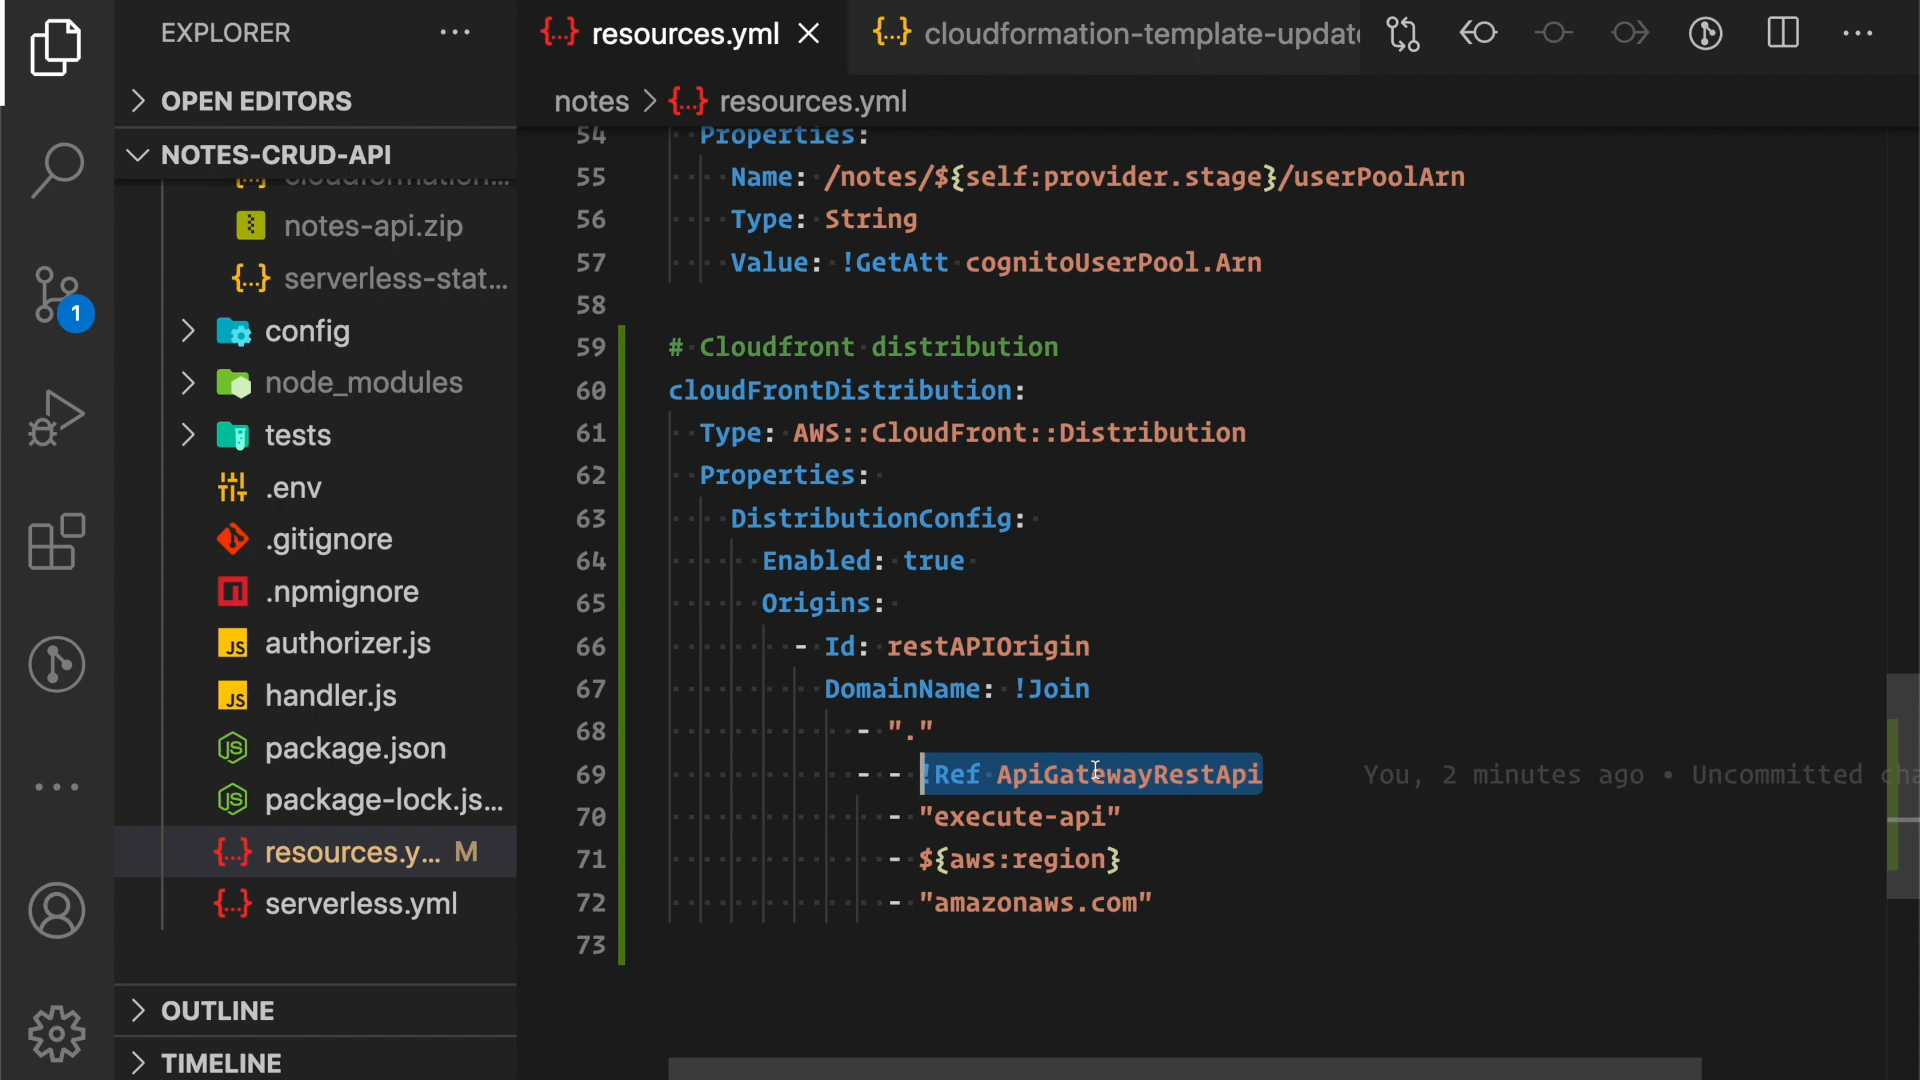 EXPLORER
OPEN EDITORS
NOTES-CRUD-API
cloudformation...
notes-api.zip
serverless-stat...
config
node_modules
tests
.env
.gitignore
.npmignore
authorizer.js
handler.js
package.json
package-lock.js...
resources.y... M
serverless.yml
OUTLINE
TIMELINE
1
resources.yml
cloudformation-template-update
notes > resources.yml
54 Properties:
55 Name: /notes/${self:provider.stage}/userPoolArn
56 Type: String
57 Value: !GetAtt cognitoUserPool.Arn
58
59 # Cloudfront distribution
60 cloudFrontDistribution:
61 Type: AWS::CloudFront::Distribution
62 Properties:
63 DistributionConfig:
64 Enabled: true
65 Origins:
66 - Id: restAPIOrigin
67 DomainName: !Join
68 - "."
69 - - !Ref ApiGatewayRestApi You, 2 minutes ago • Uncommitted cha
70 - "execute-api"
71 - ${aws:region}
72 - "amazonaws.com"
73